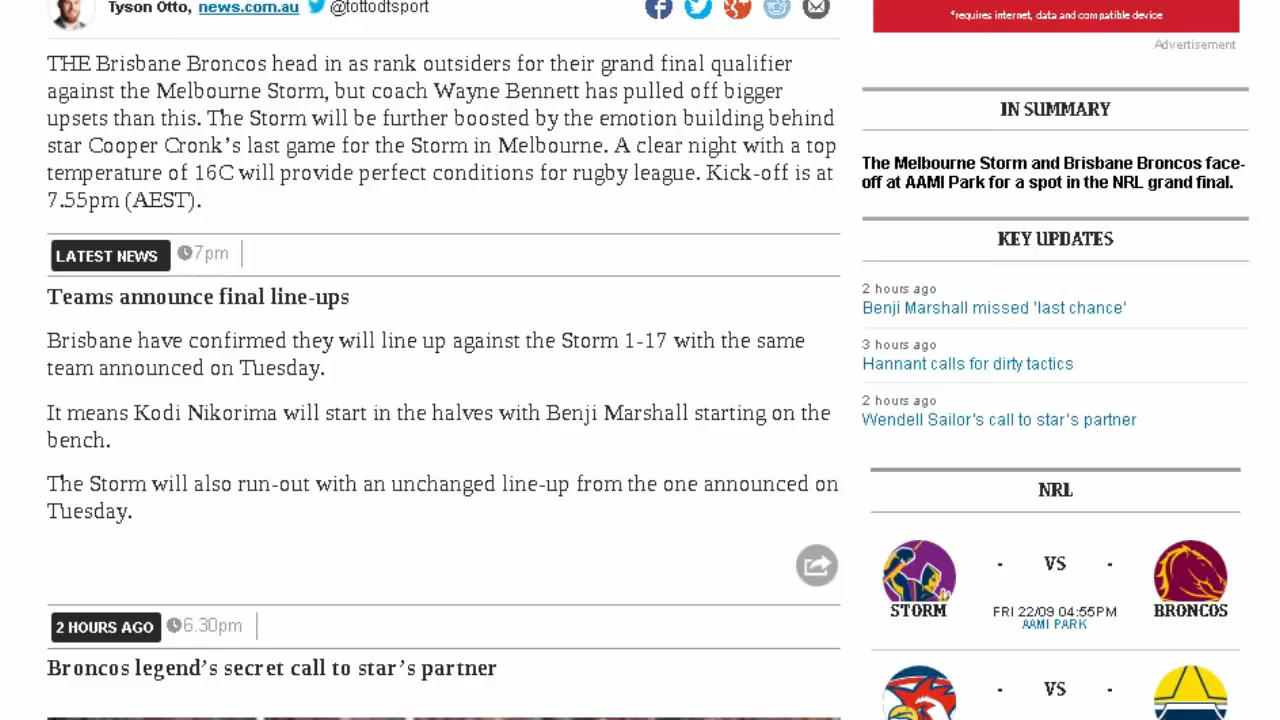 Tyson Otto, news.com.au @tottodtsport
THE Brisbane Broncos head in as rank outsiders for their grand final qualifier
against the Melbourne Storm, but coach Wayne Bennett has pulled off bigger
upsets than this. The Storm will be further boosted by the emotion building behind
star Cooper Cronk's last game for the Storm in Melbourne. A clear night with a top
temperature of 16C will provide perfect conditions for rugby league. Kick-off is at
7.55pm (AEST).
LATEST NEWS 7pm
Teams announce final line-ups
Brisbane have confirmed they will line up against the Storm 1-17 with the same
team announced on Tuesday.
It means Kodi Nikorima will start in the halves with Benji Marshall starting on the
bench.
The Storm will also run-out with an unchanged line-up from the one announced on
Tuesday.
2 HOURS AGO 6.30pm
Broncos legend's secret call to star's partner
*requires internet, data and compatible device
Advertisement
IN SUMMARY
The Melbourne Storm and Brisbane Broncos face-
off at AAMI Park for a spot in the NRL grand final.
KEY UPDATES
2 hours ago
Benji Marshall missed 'last chance'
3 hours ago
Hannant calls for dirty tactics
2 hours ago
Wendell Sailor's call to star's partner
NRL
- VS -
STORM FRI 22/09 04:55PM BRONCOS
AAMI PARK
- VS -